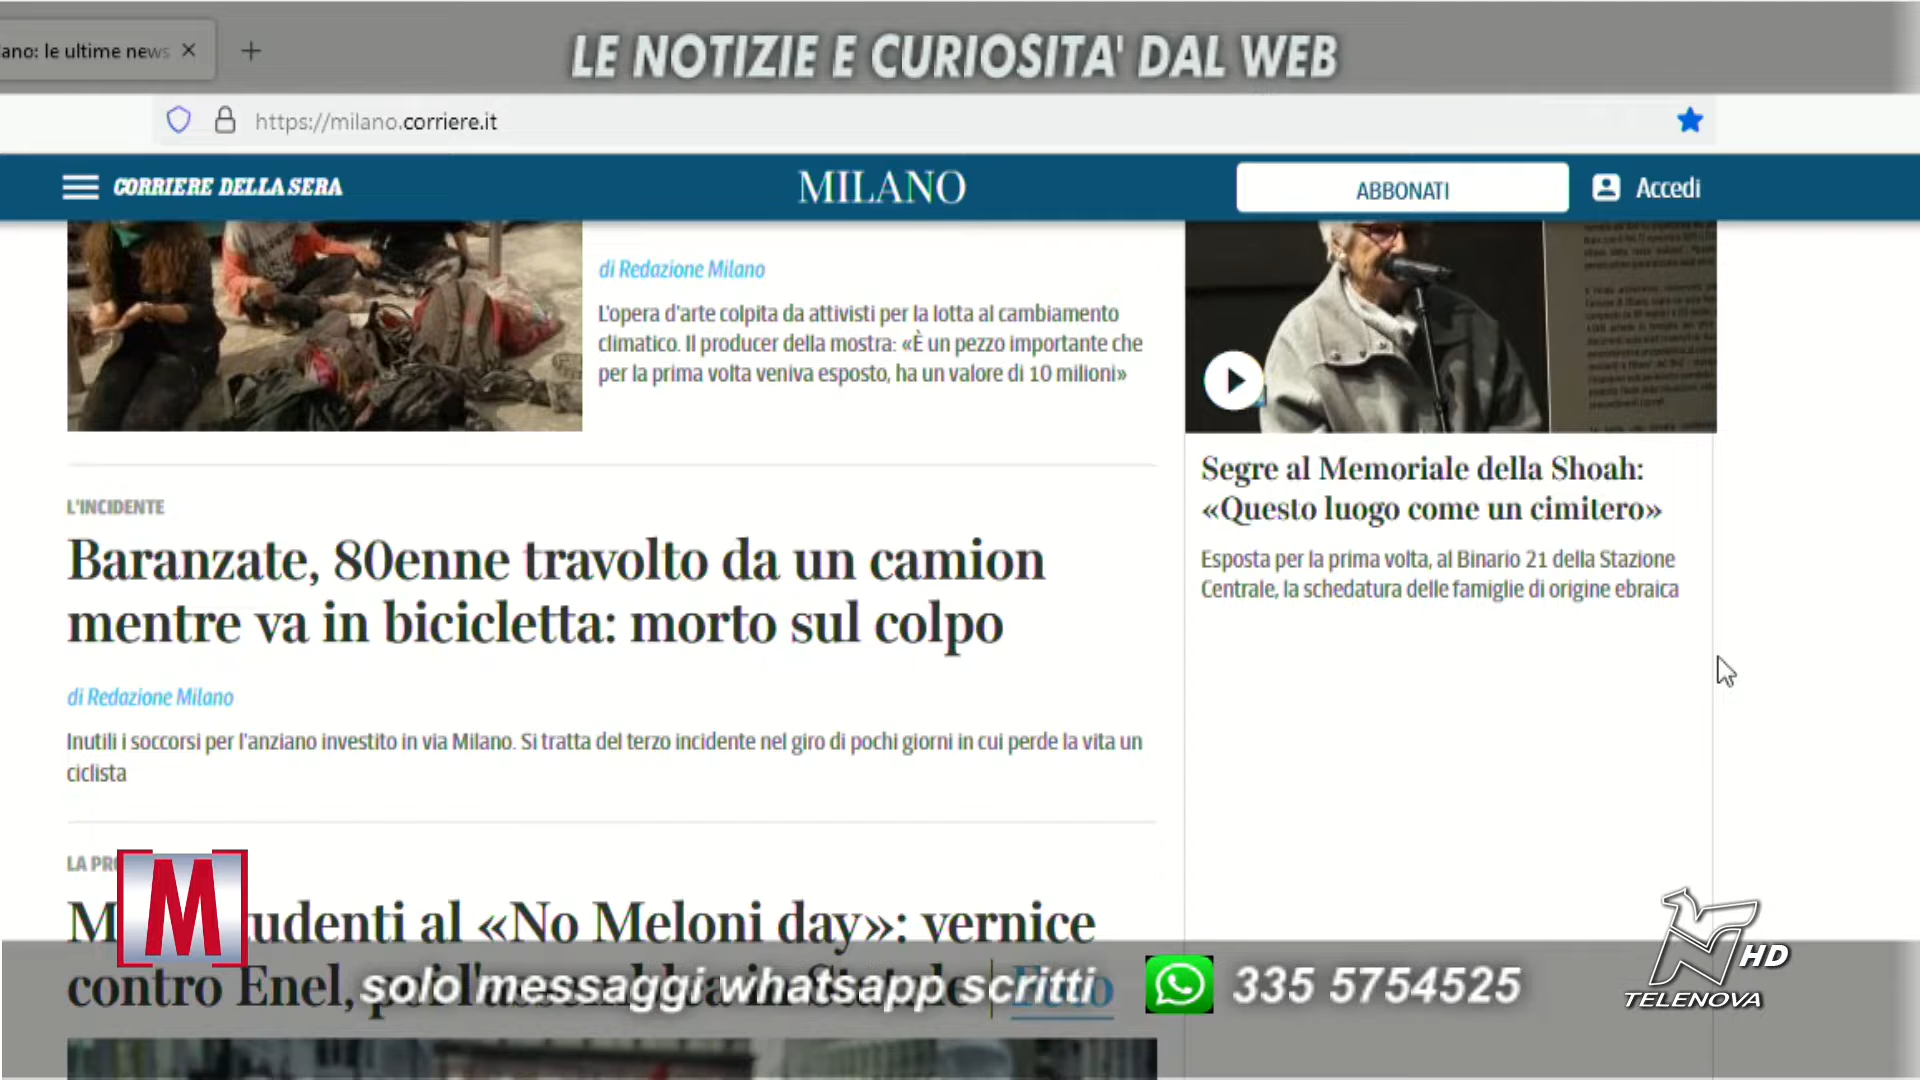 LE NOTIZIE E CURIOSITA' DAL WEB
ano: le ultime news
https://milano.corriere.it
CORRIERE DELLA SERA
MILANO
ABBONATI
Accedi
di Redazione Milano
L'opera d'arte colpita da attivisti per la lotta al cambiamento
climatico. Il producer della mostra: «È un pezzo importante che
per la prima volta veniva esposto, ha un valore di 10 milioni»
L'INCIDENTE
Baranzate, 80enne travolto da un camion
mentre va in bicicletta: morto sul colpo
di Redazione Milano
Inutili i soccorsi per l'anziano investito in via Milano. Si tratta del terzo incidente nel giro di pochi giorni in cui perde la vita un
ciclista
Segre al Memoriale della Shoah:
«Questo luogo come un cimitero»
Esposta per la prima volta, al Binario 21 della Stazione
Centrale, la schedatura delle famiglie di origine ebraica
LA PR
M udenti al «No Meloni day»: vernice
contro Enel,
M
solo messaggi whatsapp scritti
335 5754525
HD
TELENOVA